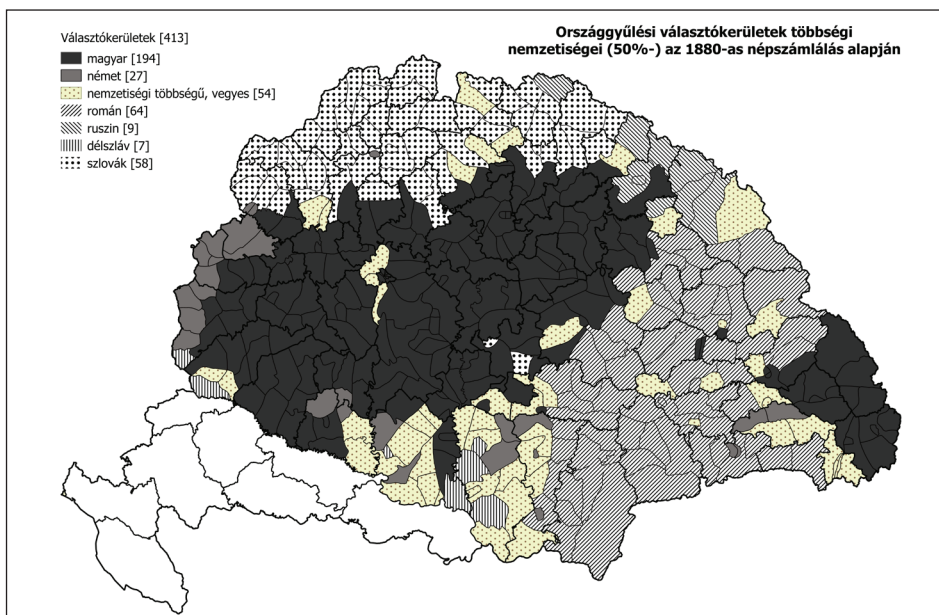 Országgyűlési választókerületek többségi
nemzetiségei (50%-) az 1880-as népszámlálás alapján
Választókerületek [413]
magyar [194]
német [27]
nemzetiségi többségű, vegyes [54]
román [64]
ruszin [9]
délszláv [7]
szlovák [58]